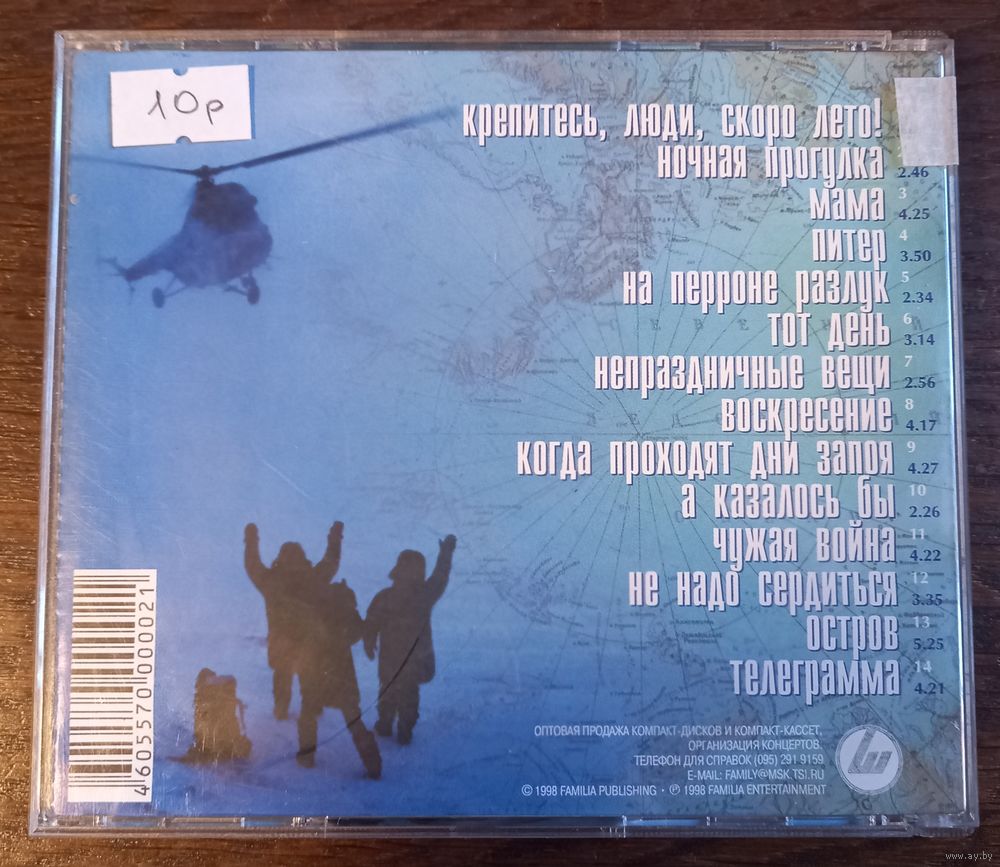 10р
крепитесь, люди, скоро лето!
ночная прогулка 2.46
мама 3 4.25
питер 4 3.50
на перроне разлук 5 2.34
тот день 6 3.14
непраздничные вещи 7 2.56
воскресение 8 4.17
когда проходят дни запоя 9 4.27
а казалось бы 10 2.26
чужая война 11 4.22
не надо сердиться 12 3.35
остров 13 5.25
телеграмма 14 4.21
ОПТОВАЯ ПРОДАЖА КОМПАКТ-ДИСКОВ И КОМПАКТ-КАССЕТ,
ОРГАНИЗАЦИЯ КОНЦЕРТОВ.
ТЕЛЕФОН ДЛЯ СПРАВОК (095) 291 9159
E-MAIL: FAMILY@MSK.TSI.RU
© 1998 FAMILIA PUBLISHING · ℗ 1998 FAMILIA ENTERTAINMENT
4605570000021
www.ay.by